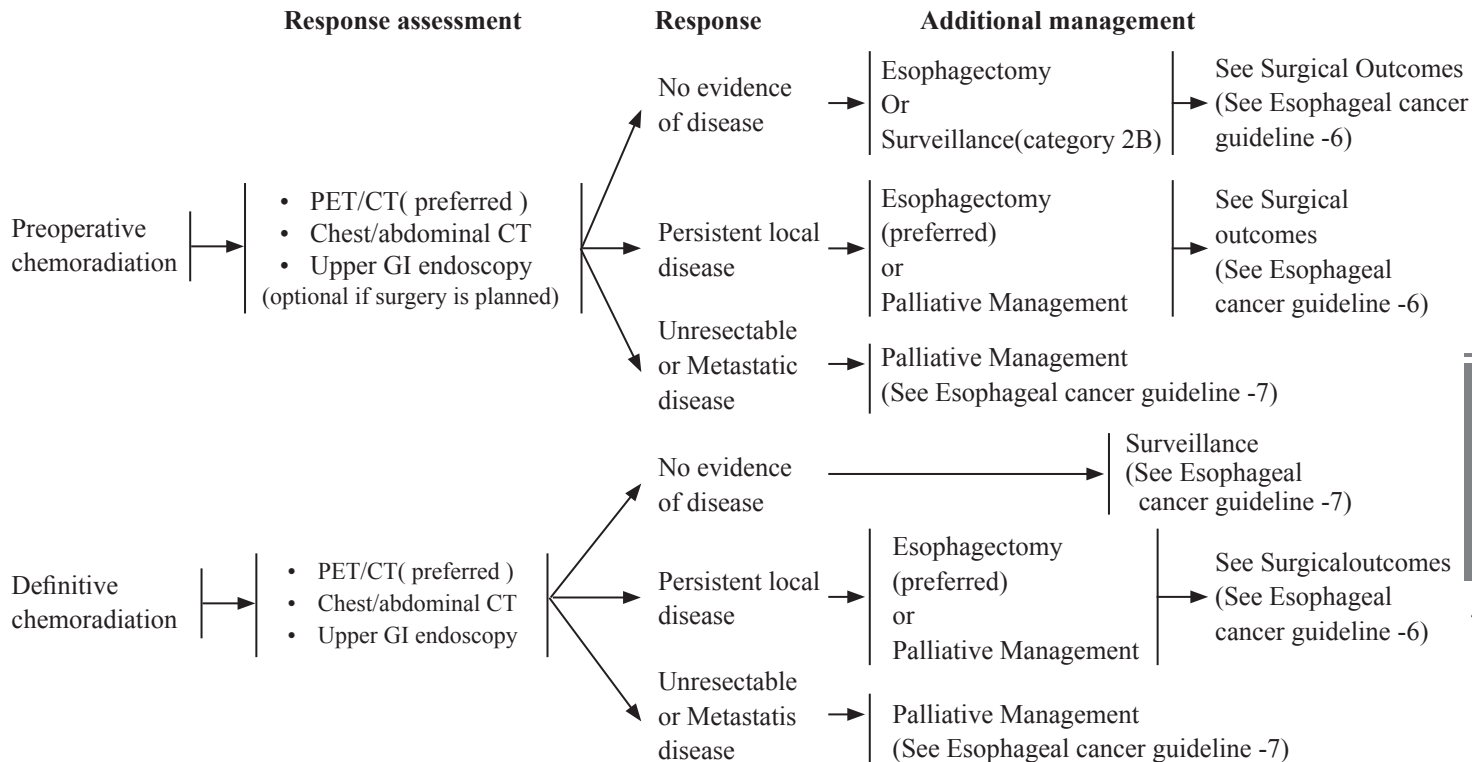 Response assessment
Response
Additional management
Preoperative
chemoradiation
• PET/CT( preferred )
• Chest/abdominal CT
• Upper GI endoscopy
(optional if surgery is planned)
No evidence
of disease
Esophagectomy
Or
Surveillance(category 2B)
See Surgical Outcomes
(See Esophageal cancer
guideline -6)
Persistent local
disease
Esophagectomy
(preferred)
or
Palliative Management
See Surgical
outcomes
(See Esophageal
cancer guideline -6)
Unresectable
or Metastatic
disease
Palliative Management
(See Esophageal cancer guideline -7)
Definitive
chemoradiation
• PET/CT( preferred )
• Chest/abdominal CT
• Upper GI endoscopy
No evidence
of disease
Surveillance
(See Esophageal
cancer guideline -7)
Persistent local
disease
Esophagectomy
(preferred)
or
Palliative Management
See Surgicaloutcomes
(See Esophageal
cancer guideline -6)
Unresectable
or Metastatis
disease
Palliative Management
(See Esophageal cancer guideline -7)